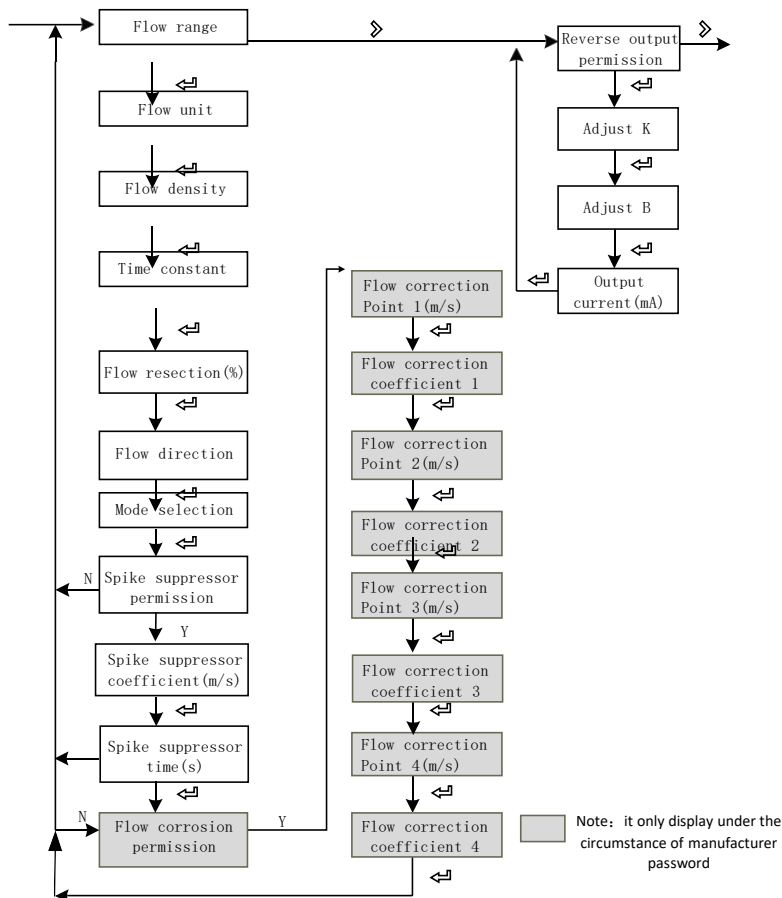 Flow range
Flow unit
Flow density
Time constant
Flow resection(%)
Flow direction
Mode selection
N
Spike suppressor
permission
Y
Spike suppressor
coefficient(m/s)
Spike suppressor
time(s)
N
Flow corrosion
permission
Y
Flow correction
Point 1(m/s)
Flow correction
coefficient 1
Flow correction
Point 2(m/s)
Flow correction
coefficient 2
Flow correction
Point 3(m/s)
Flow correction
coefficient 3
Flow correction
Point 4(m/s)
Flow correction
coefficient 4
Reverse output
permission
Adjust K
Adjust B
Output
current(mA)
Note: it only display under the
circumstance of manufacturer
password